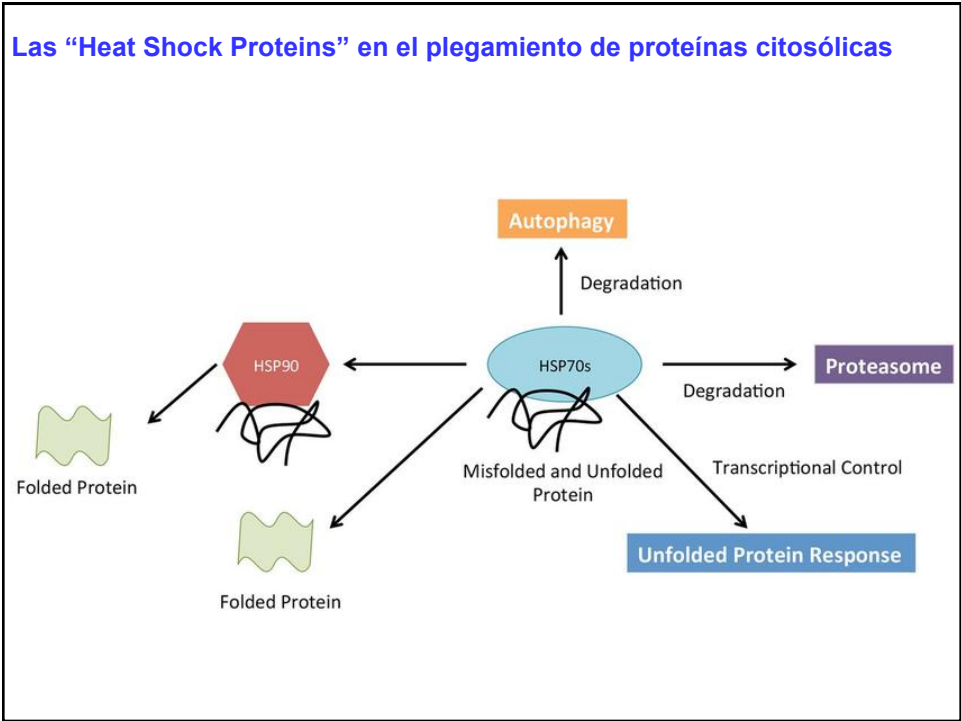 Las “Heat Shock Proteins” en el plegamiento de proteínas citosólicas
Autophagy
Degradation
HSP90
HSP70s
Proteasome
Degradation
Misfolded and Unfolded
Protein
Transcriptional Control
Folded Protein
Unfolded Protein Response
Folded Protein